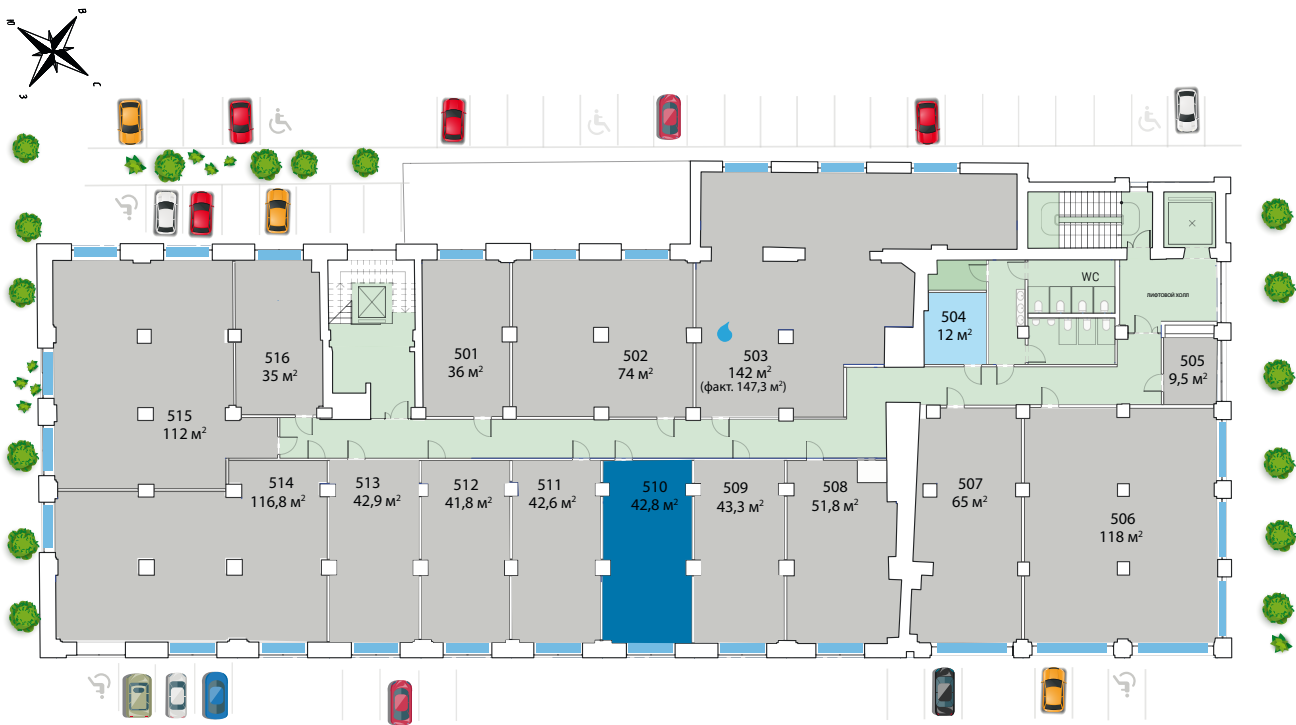 В
Ю
С
З
WC
ЛИФТОВОЙ ХОЛЛ
504
12 м²
501
36 м²
502
74 м²
503
142 м²
(факт. 147,3 м²)
516
35 м²
505
9,5 м²
515
112 м²
514
116,8 м²
513
42,9 м²
512
41,8 м²
511
42,6 м²
510
42,8 м²
509
43,3 м²
508
51,8 м²
507
65 м²
506
118 м²